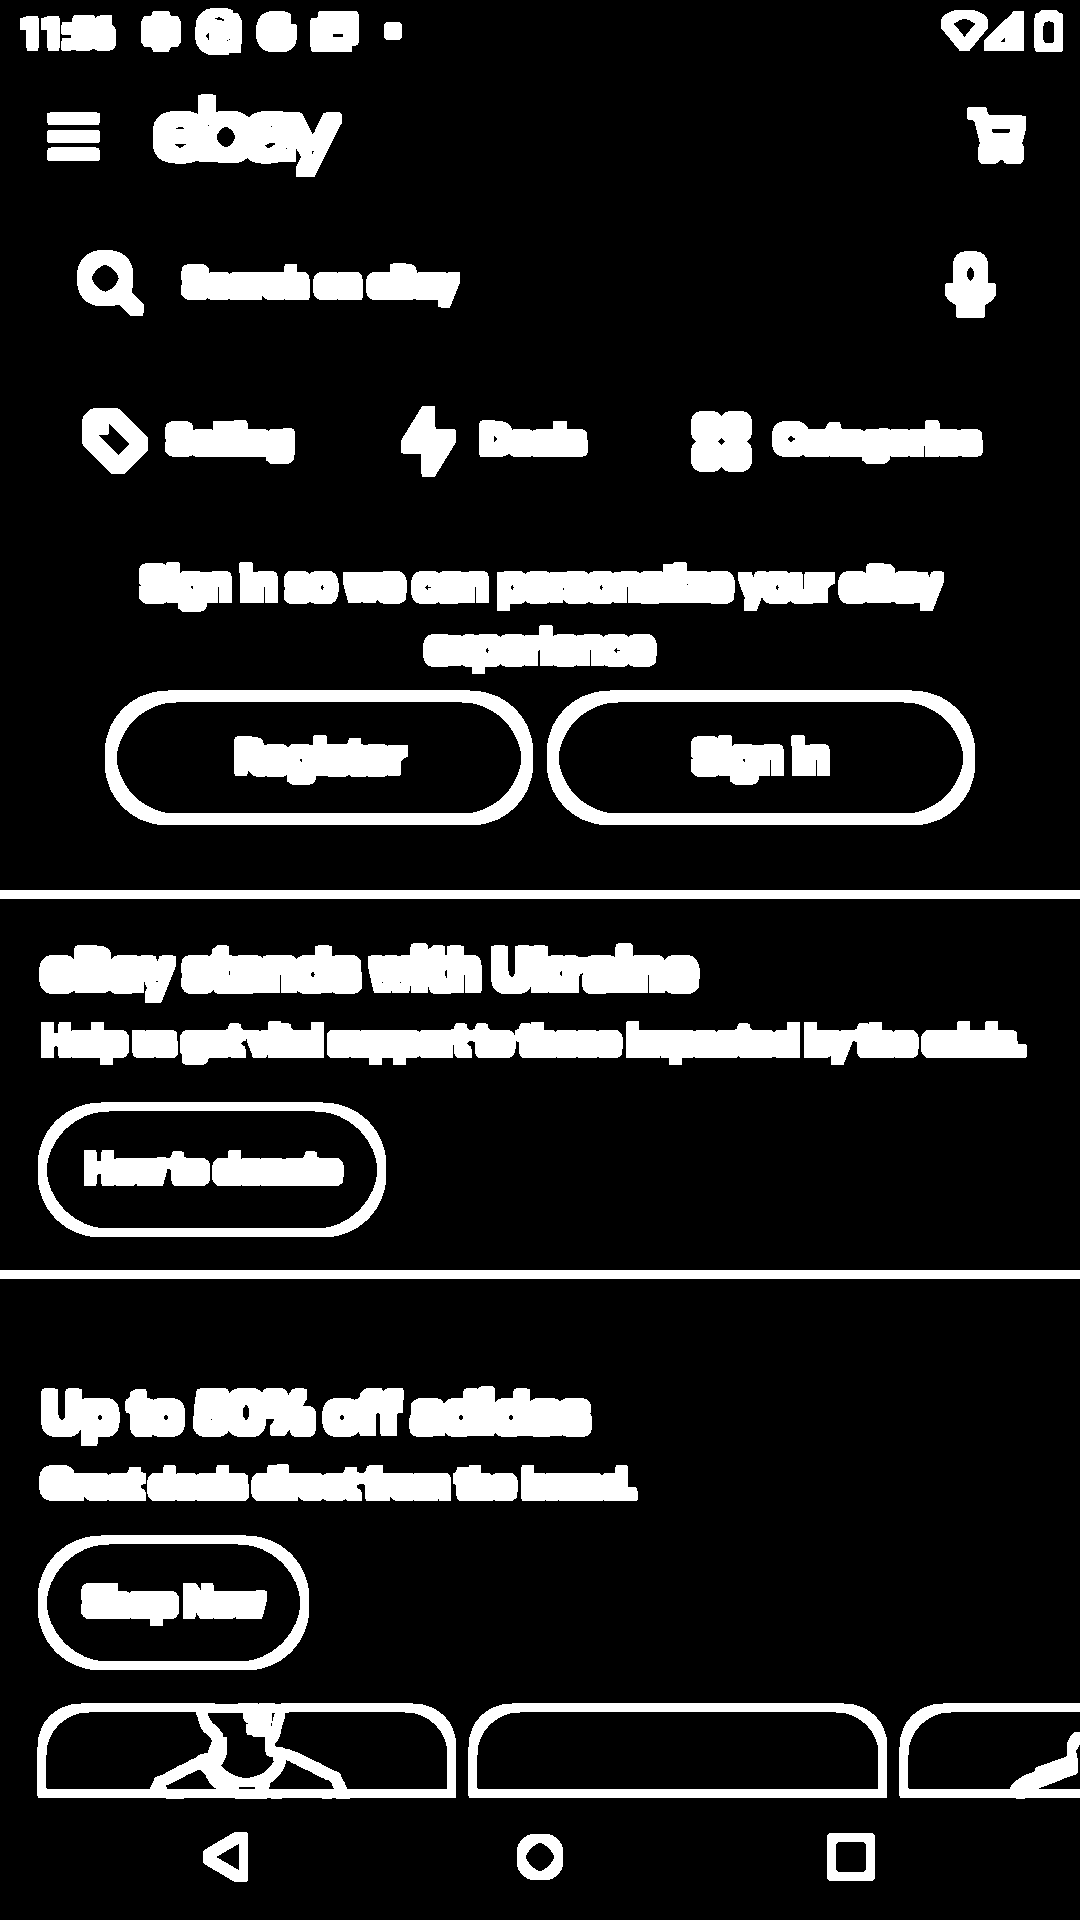 ebay
Search on eBay
Selling
Deals
Categories
Sign in so we can personalize your eBay
experience
Register
Sign in
eBay stands with Ukraine
Help us get vital support to those impacted by the crisis.
How to donate
Up to 50% off adidas
Great deals direct from the brand.
Shop Now